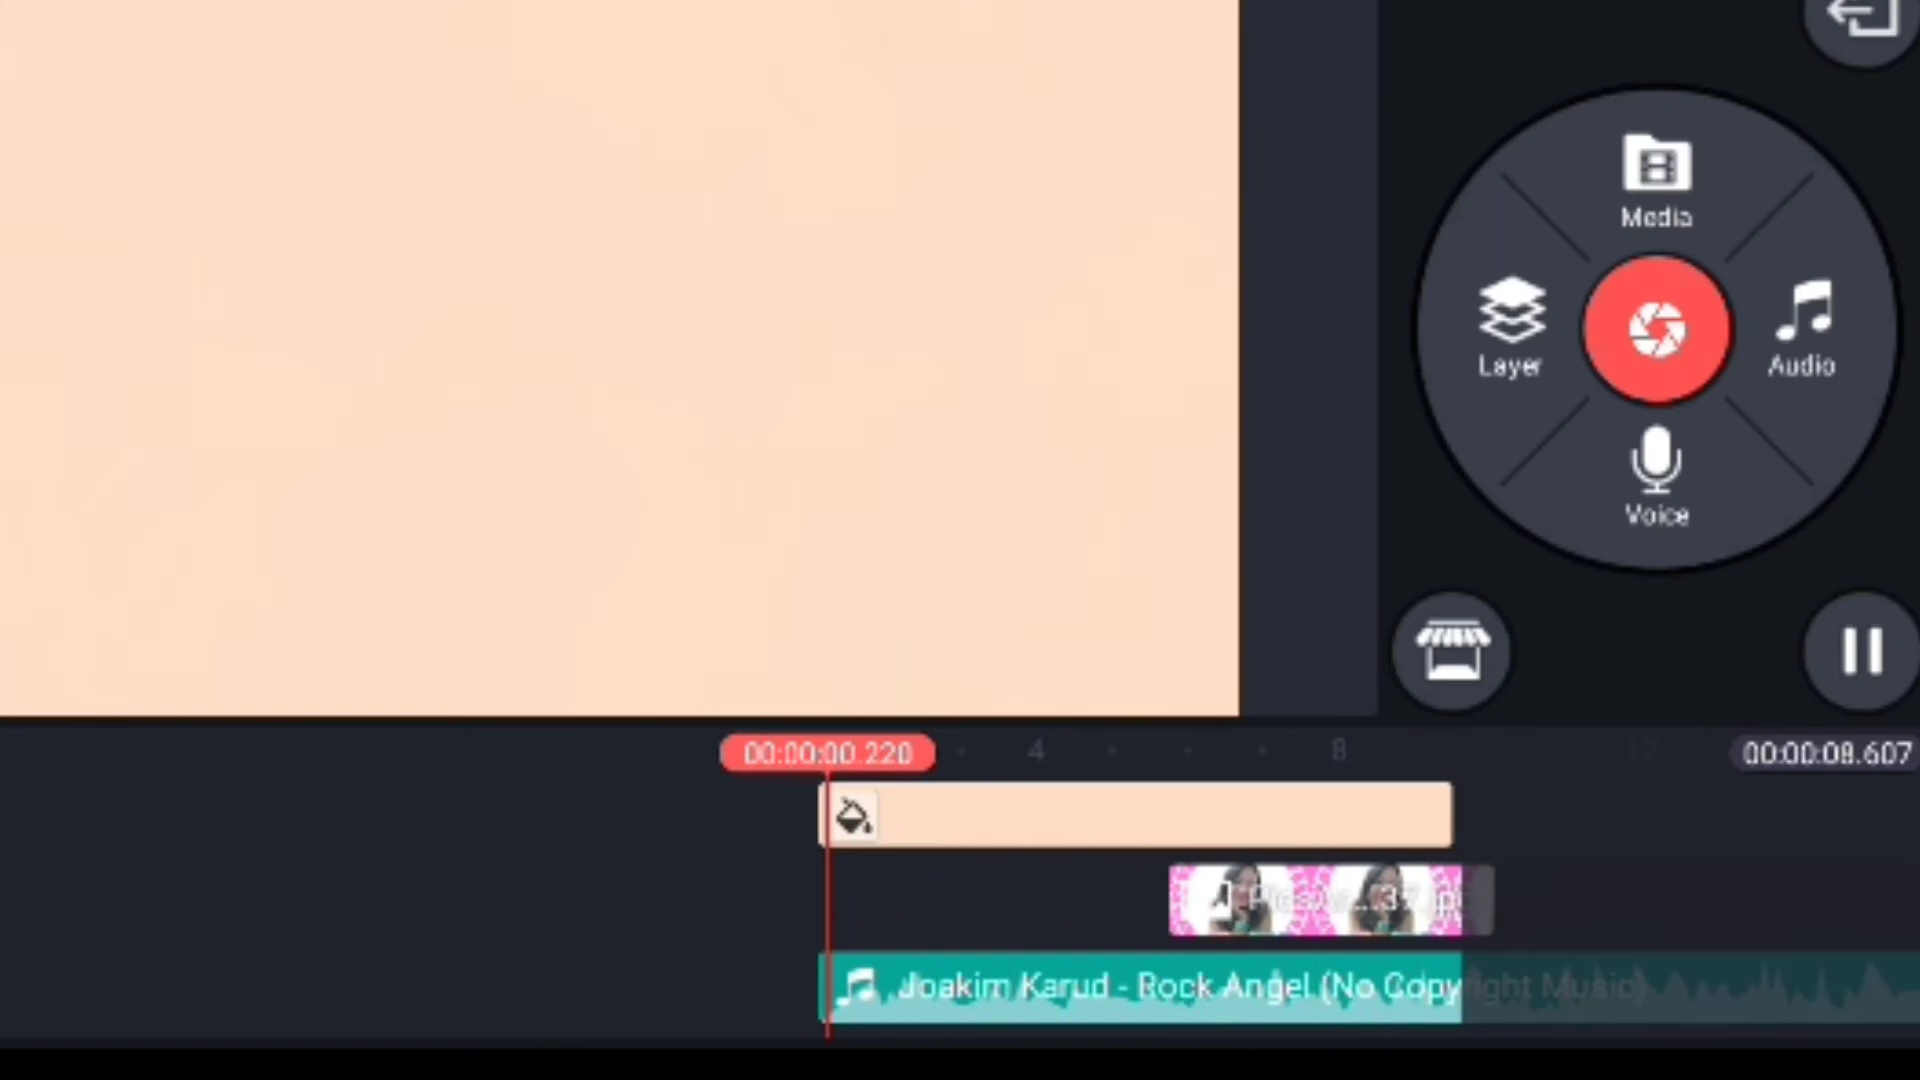 Media
Layer
Audio
Voice
00:00:00.220
4
8
00:00:08.607
Joakim Karud - Rock Angel (No Copyright Music)